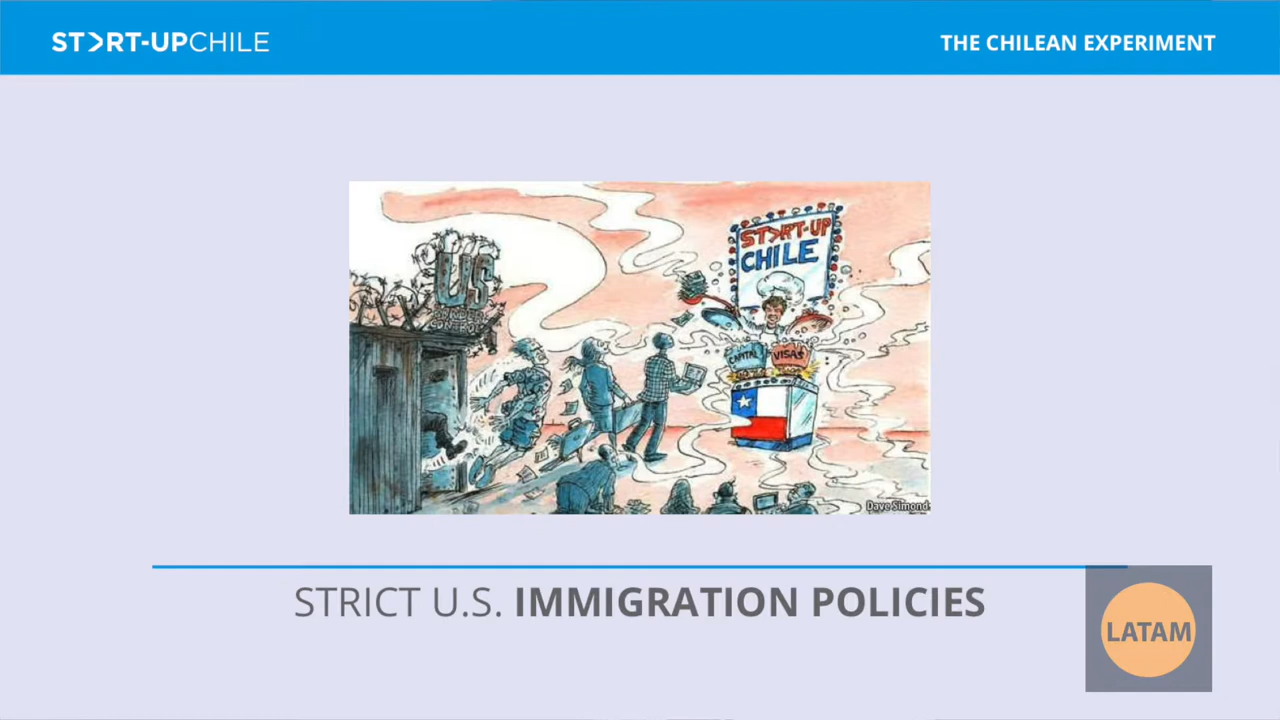 ST>RT-UPCHILE
THE CHILEAN EXPERIMENT
US
BORDER
CONTROL
ST>RT-UP
CHILE
CAPITAL
VISAS
Dave Simond
STRICT U.S. IMMIGRATION POLICIES
LATAM